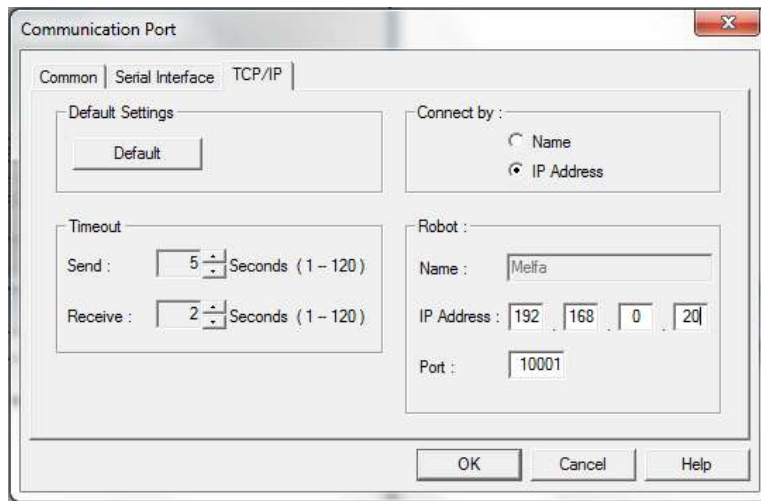 Communication Port
Common
Serial Interface
TCP/IP
Default Settings
Default
Connect by :
Name
IP Address
Timeout
Send :
5
Seconds ( 1 -- 120 )
Receive :
2
Seconds ( 1 -- 120 )
Robot :
Name :
Melfa
IP Address :
192 . 168 . 0 . 20
Port :
10001
OK
Cancel
Help